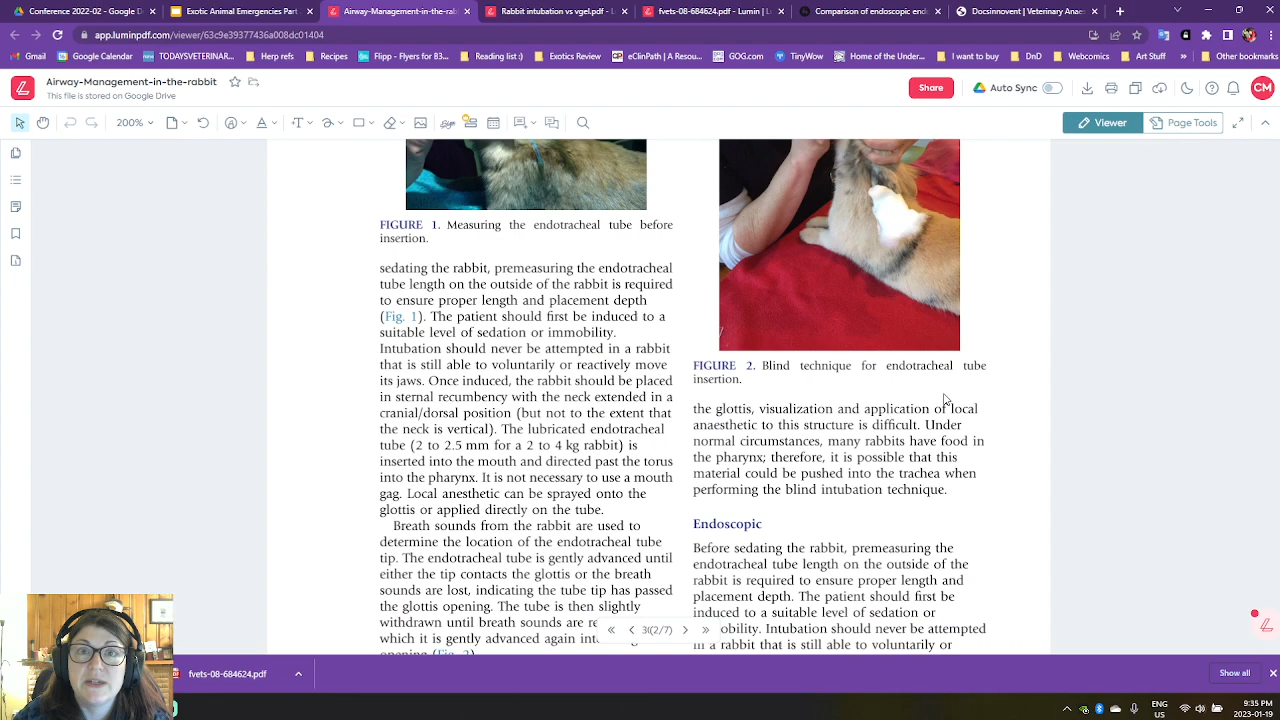 Conference 2022-02 - Excep
Airway-Management-in-the-r
V-gel Tube vs intubation - L
fvets-08-684624.pdf - Lumin
Comparison of video-endos
Dinosaur-Inspired Many Ani
app.luminpdf.com/viewer/63c9e39377436a008dc01404
Gmail
Google Calendar
TODAYSVETERINAR...
Recipes
Flipp - Flyers for B3...
Reading list:)
Exotics Review
eClinPath | A resour...
GOG.com
TinyWow
Home of the Under...
I want to buy
DnD
Webcomics
Art Stuff
»
Other bookmarks
Airway-Management-in-the-rabbit
This file is stored on Google Drive
Share
Auto Sync
CM
200%
Viewer
Page Tools
FIGURE 1. Measuring the endotracheal tube before
insertion.
sedating the rabbit, premeasuring the endotracheal
tube length on the outside of the rabbit is required
to ensure proper length and placement depth
(Fig. 1). The patient should first be induced to a
suitable level of sedation or immobility.
Intubation should never be attempted in a rabbit
that is still able to voluntarily or reactively move
its jaws. Once induced, the rabbit should be placed
in sternal recumbency with the neck extended in a
cranial/dorsal position (but not to the extent that
the neck is vertical). The lubricated endotracheal
tube (2 to 2.5 mm for a 2 to 4 kg rabbit) is
inserted into the mouth and directed past the torus
into the pharynx. It is not necessary to use a mouth
gag. Local anesthetic can be sprayed onto the
glottis or applied directly on the tube.
Breath sounds from the rabbit are used to
determine the location of the endotracheal tube
tip. The endotracheal tube is gently advanced until
either the tip contacts the glottis or the breath
sounds are lost, indicating the tube tip has passed
the glottis opening. The tube is then slightly
withdrawn until breath sounds are re
which it is gently advanced again int
opening (Fig. 2)
FIGURE 2. Blind technique for endotracheal tube
insertion.
the glottis, visualization and application of local
anaesthetic to this structure is difficult. Under
normal circumstances, many rabbits have food in
the pharynx; therefore, it is possible that this
material could be pushed into the trachea when
performing the blind intubation technique.
Endoscopic
Before sedating the rabbit, premeasuring the
endotracheal tube length on the outside of the
rabbit is required to ensure proper length and
placement depth. The patient should first be
induced to a suitable level of sedation or
obility. Intubation should never be attempted
in a rabbit that is still able to voluntarily or
3(2/7)
fvets-08-684624.pdf
Show all
9:35 PM
2023-01-19